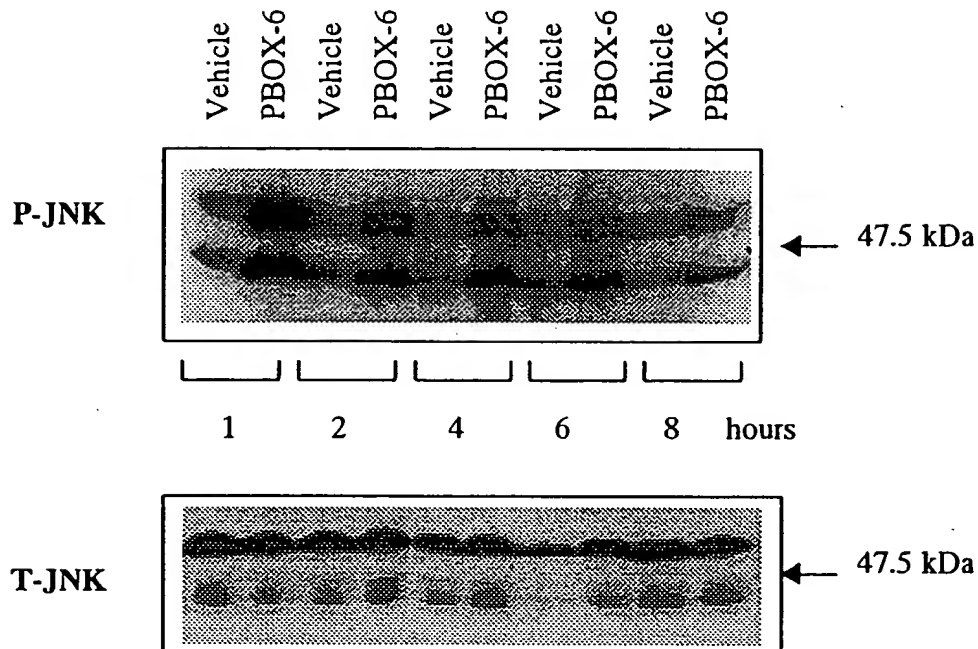 Vehicle PBOX-6 Vehicle PBOX-6 Vehicle PBOX-6 Vehicle PBOX-6 Vehicle PBOX-6
P-JNK
47.5 kDa
1 2 4 6 8 hours
T-JNK
47.5 kDa